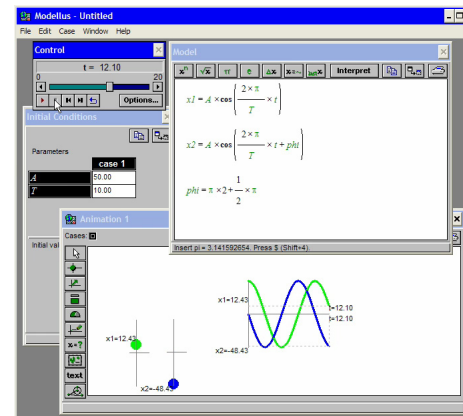 Modellus - Untitled
File Edit Case Window Help
Control
t = 12.10
0 20
Options...
Model
Interpret
x1 = A × cos ( 2 × π / T × t )
x2 = A × cos ( 2 × π / T × t + phi )
phi = π × 2 + 1 / 2 × π
Insert pi = 3.141592654. Press $ (Shift+4).
Initial Conditions
Parameters
case 1
A 50.00
T 10.00
Initial val
Animation 1
Cases:
x=?
text
x1=12.43
x2=-48.43
x1=12.43
x2=-48.43
t=12.10
t=12.10